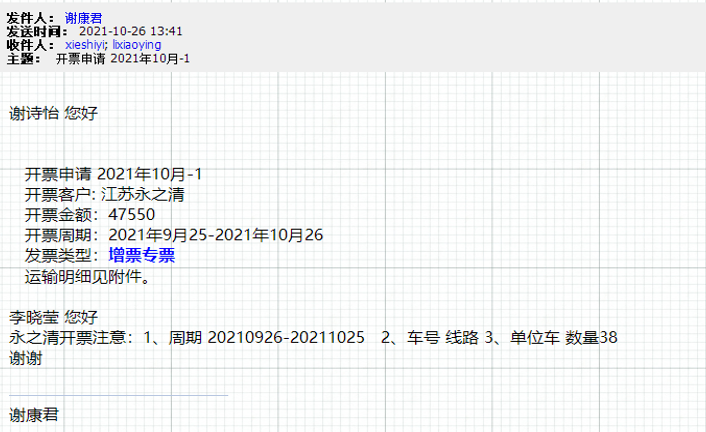 发件人： 谢康君
发送时间： 2021-10-26 13:41
收件人： xieshiyi; lixiaoying
主题： 开票申请 2021年10月-1
谢诗怡 您好
开票申请 2021年10月-1
开票客户: 江苏永之清
开票金额：47550
开票周期：2021年9月25-2021年10月26
发票类型：增票专票
运输明细见附件。
李晓莹 您好
永之清开票注意：1、周期 20210926-20211025 2、车号 线路 3、单位车 数量38
谢谢
谢康君